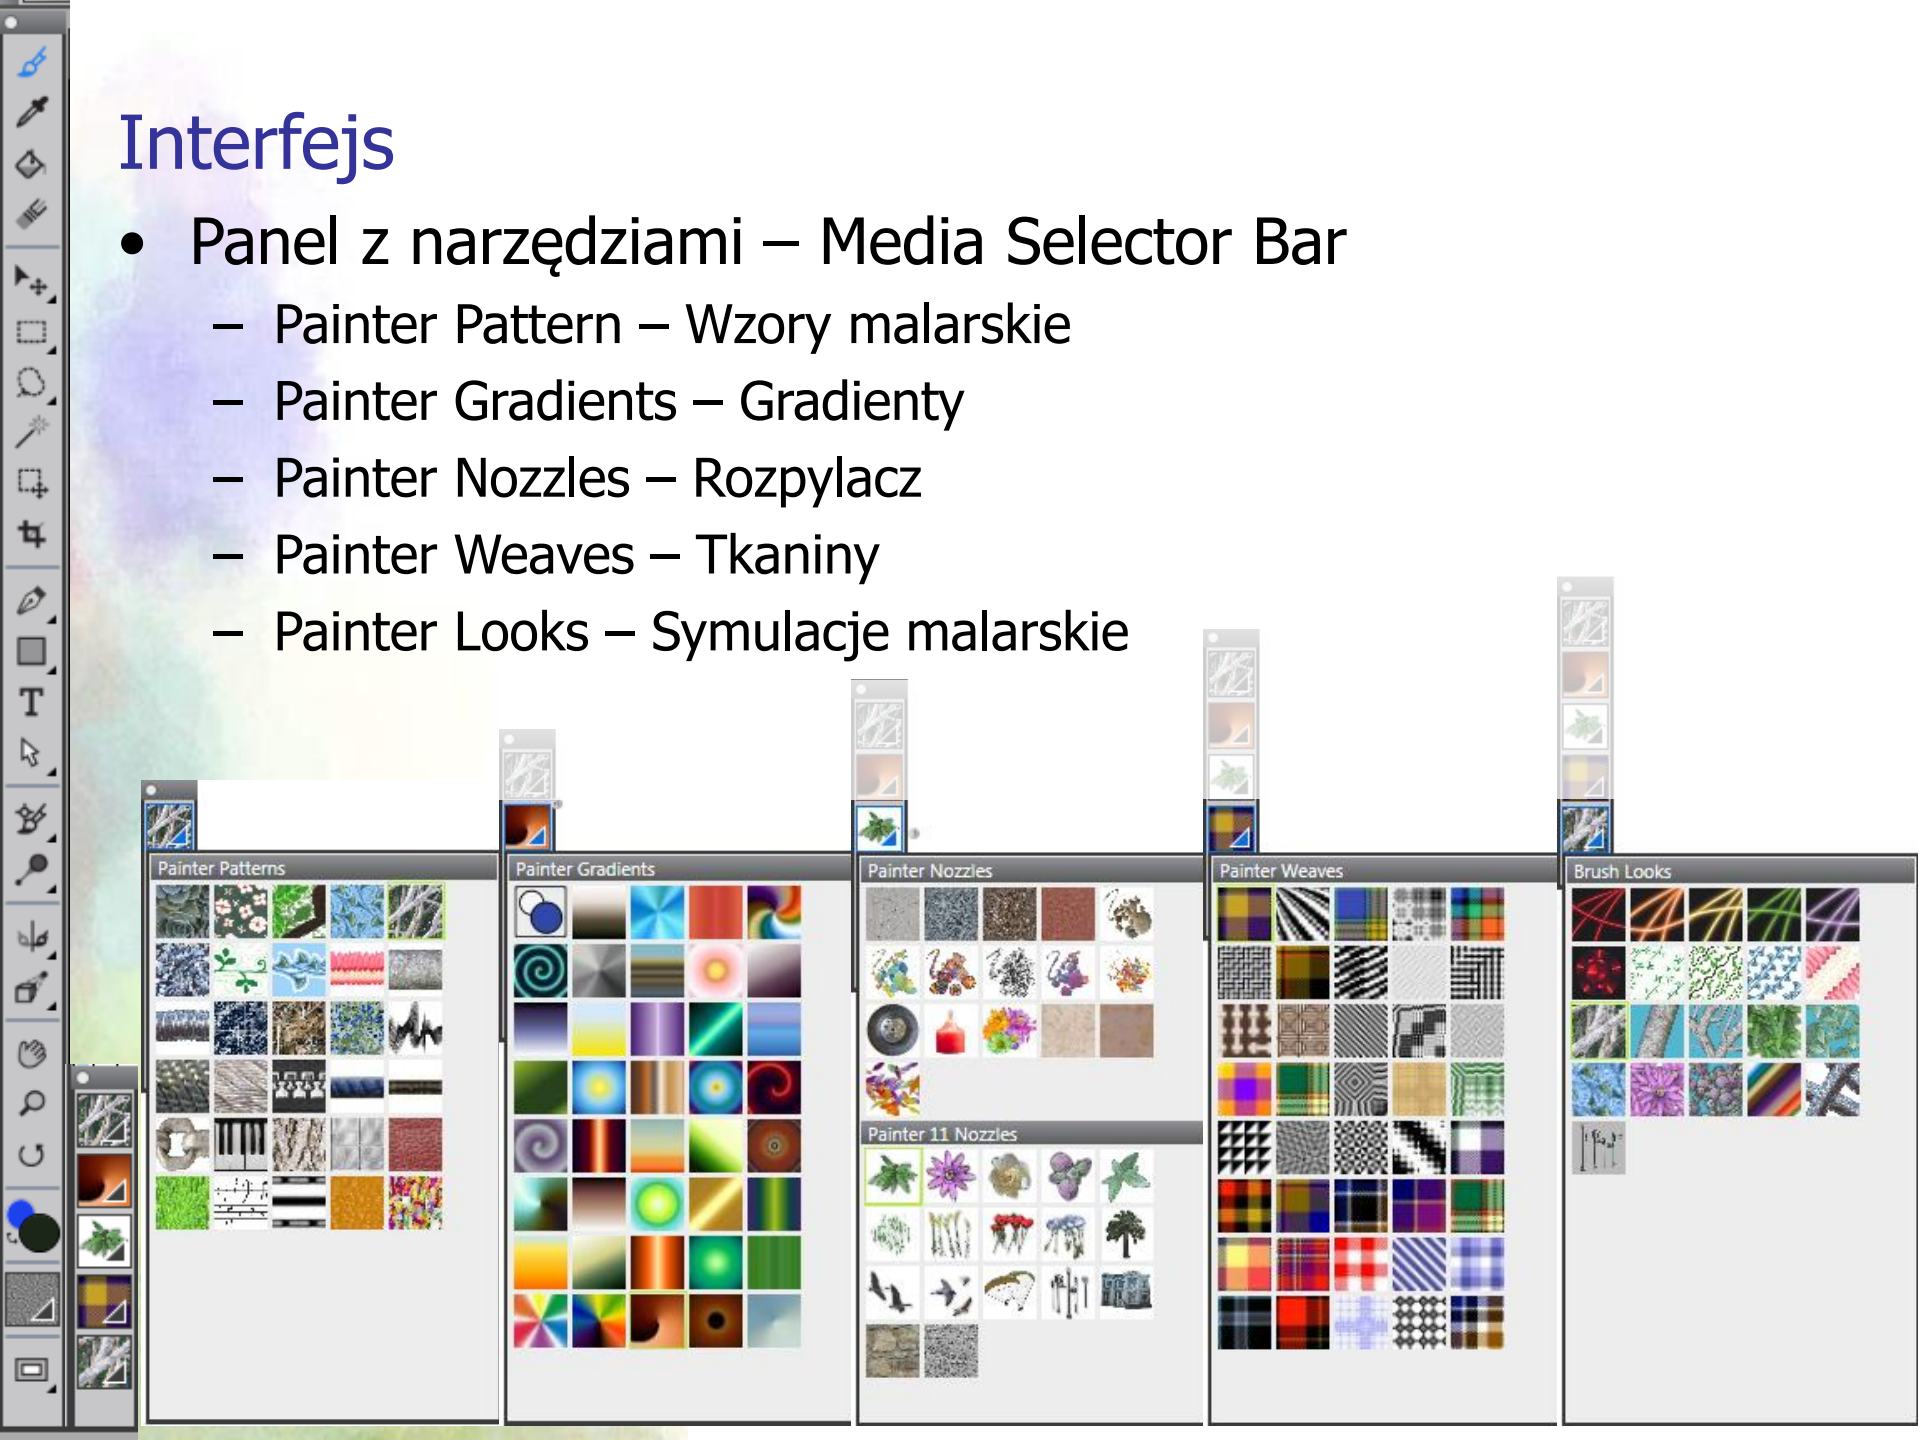 Interfejs
• Panel z narzędziami – Media Selector Bar
– Painter Pattern – Wzory malarskie
– Painter Gradients – Gradienty
– Painter Nozzles – Rozpylacz
– Painter Weaves – Tkaniny
– Painter Looks – Symulacje malarskie
Painter Patterns
Painter Gradients
Painter Nozzles
Painter 11 Nozzles
Painter Weaves
Brush Looks